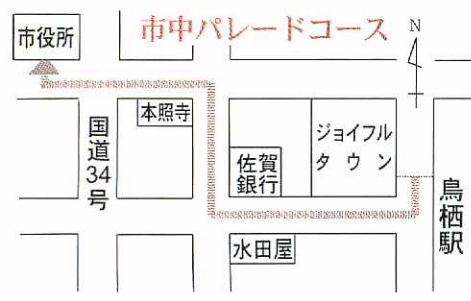 市中パレードコース
市役所
N
本照寺
国道34号
佐賀
銀行
ジョイフル
タウン
鳥栖駅
水田屋